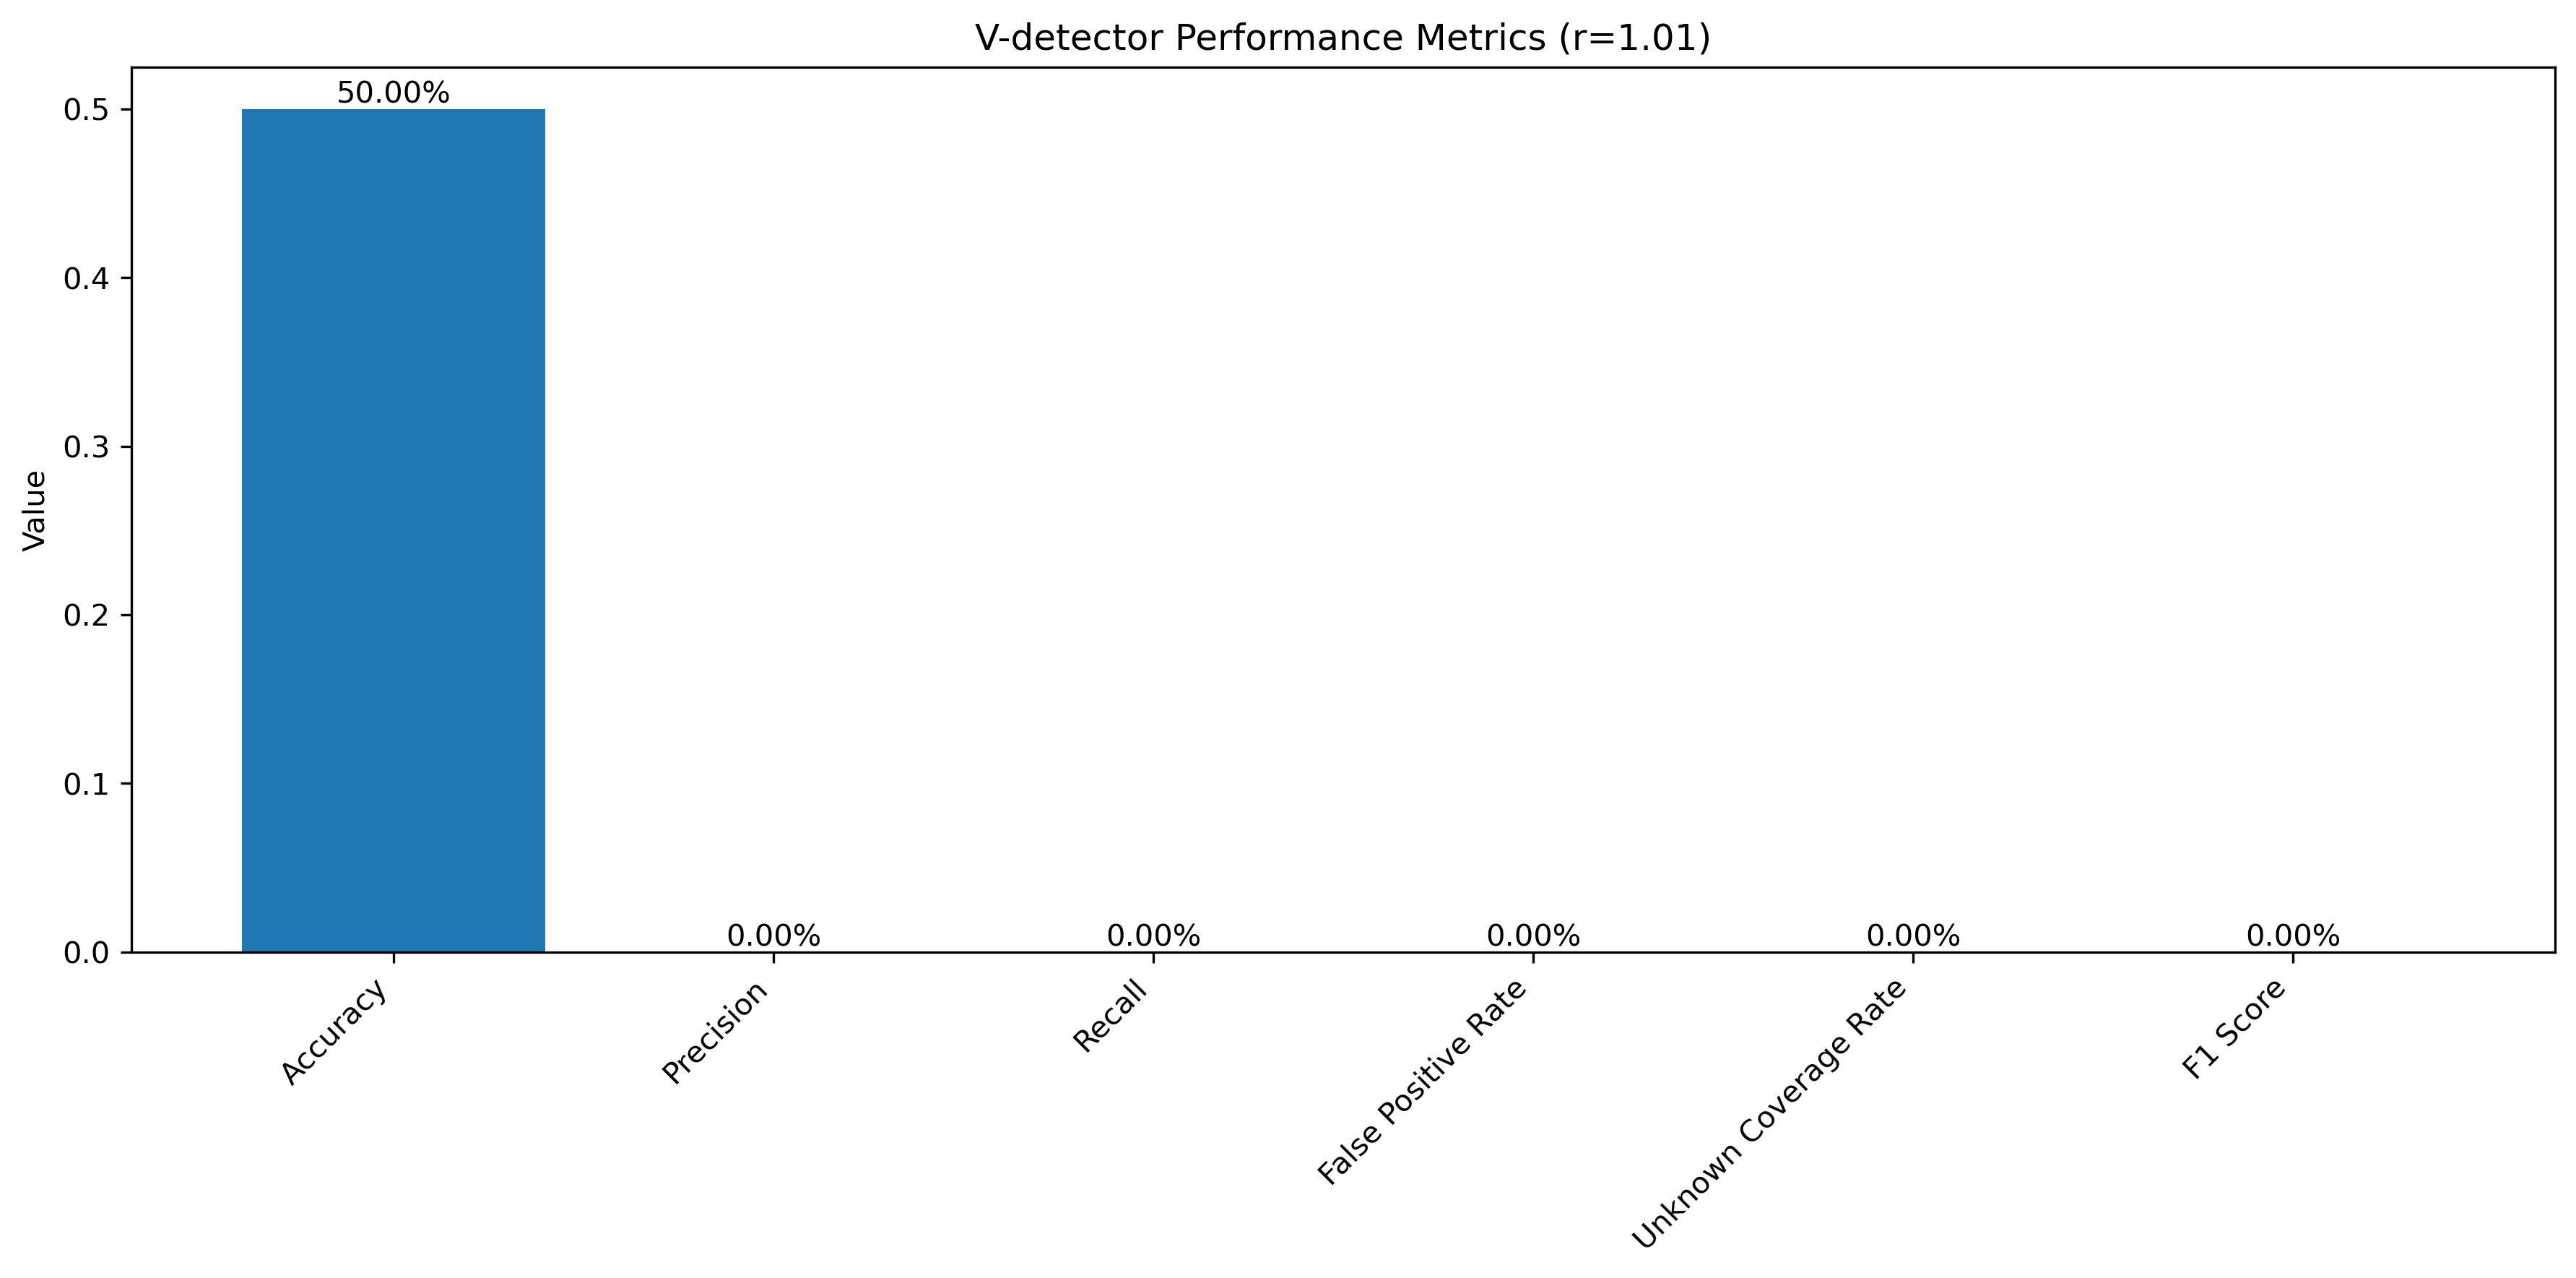 V-detector Performance Metrics (r=1.01)
Value
0.5
0.4
0.3
0.2
0.1
0.0
50.00%
0.00%
0.00%
0.00%
0.00%
0.00%
Accuracy
Precision
Recall
False Positive Rate
Unknown Coverage Rate
F1 Score